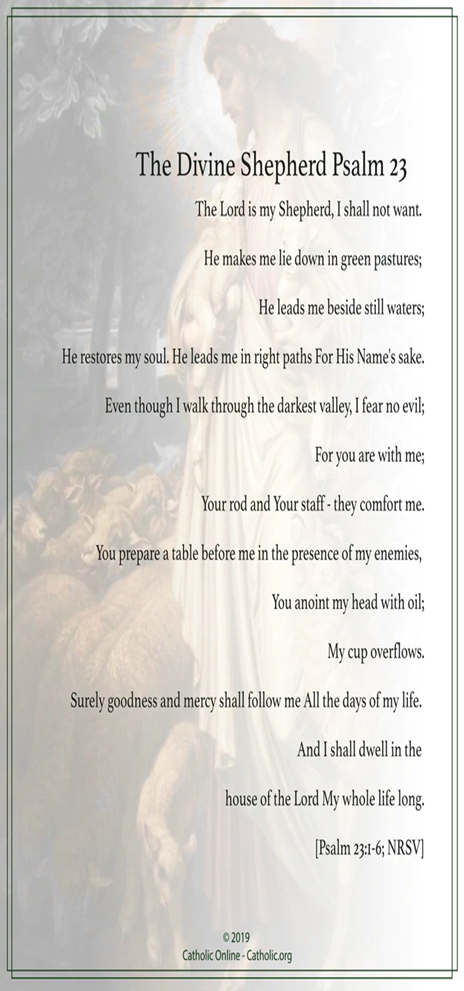 The Divine Shepherd Psalm 23
The Lord is my Shepherd, I shall not want.
He makes me lie down in green pastures;
He leads me beside still waters;
He restores my soul. He leads me in right paths For His Name's sake.
Even though I walk through the darkest valley, I fear no evil;
For you are with me;
Your rod and Your staff - they comfort me.
You prepare a table before me in the presence of my enemies,
You anoint my head with oil;
My cup overflows.
Surely goodness and mercy shall follow me All the days of my life.
And I shall dwell in the
house of the Lord My whole life long.
[Psalm 23:1-6; NRSV]
© 2019
Catholic Online - Catholic.org